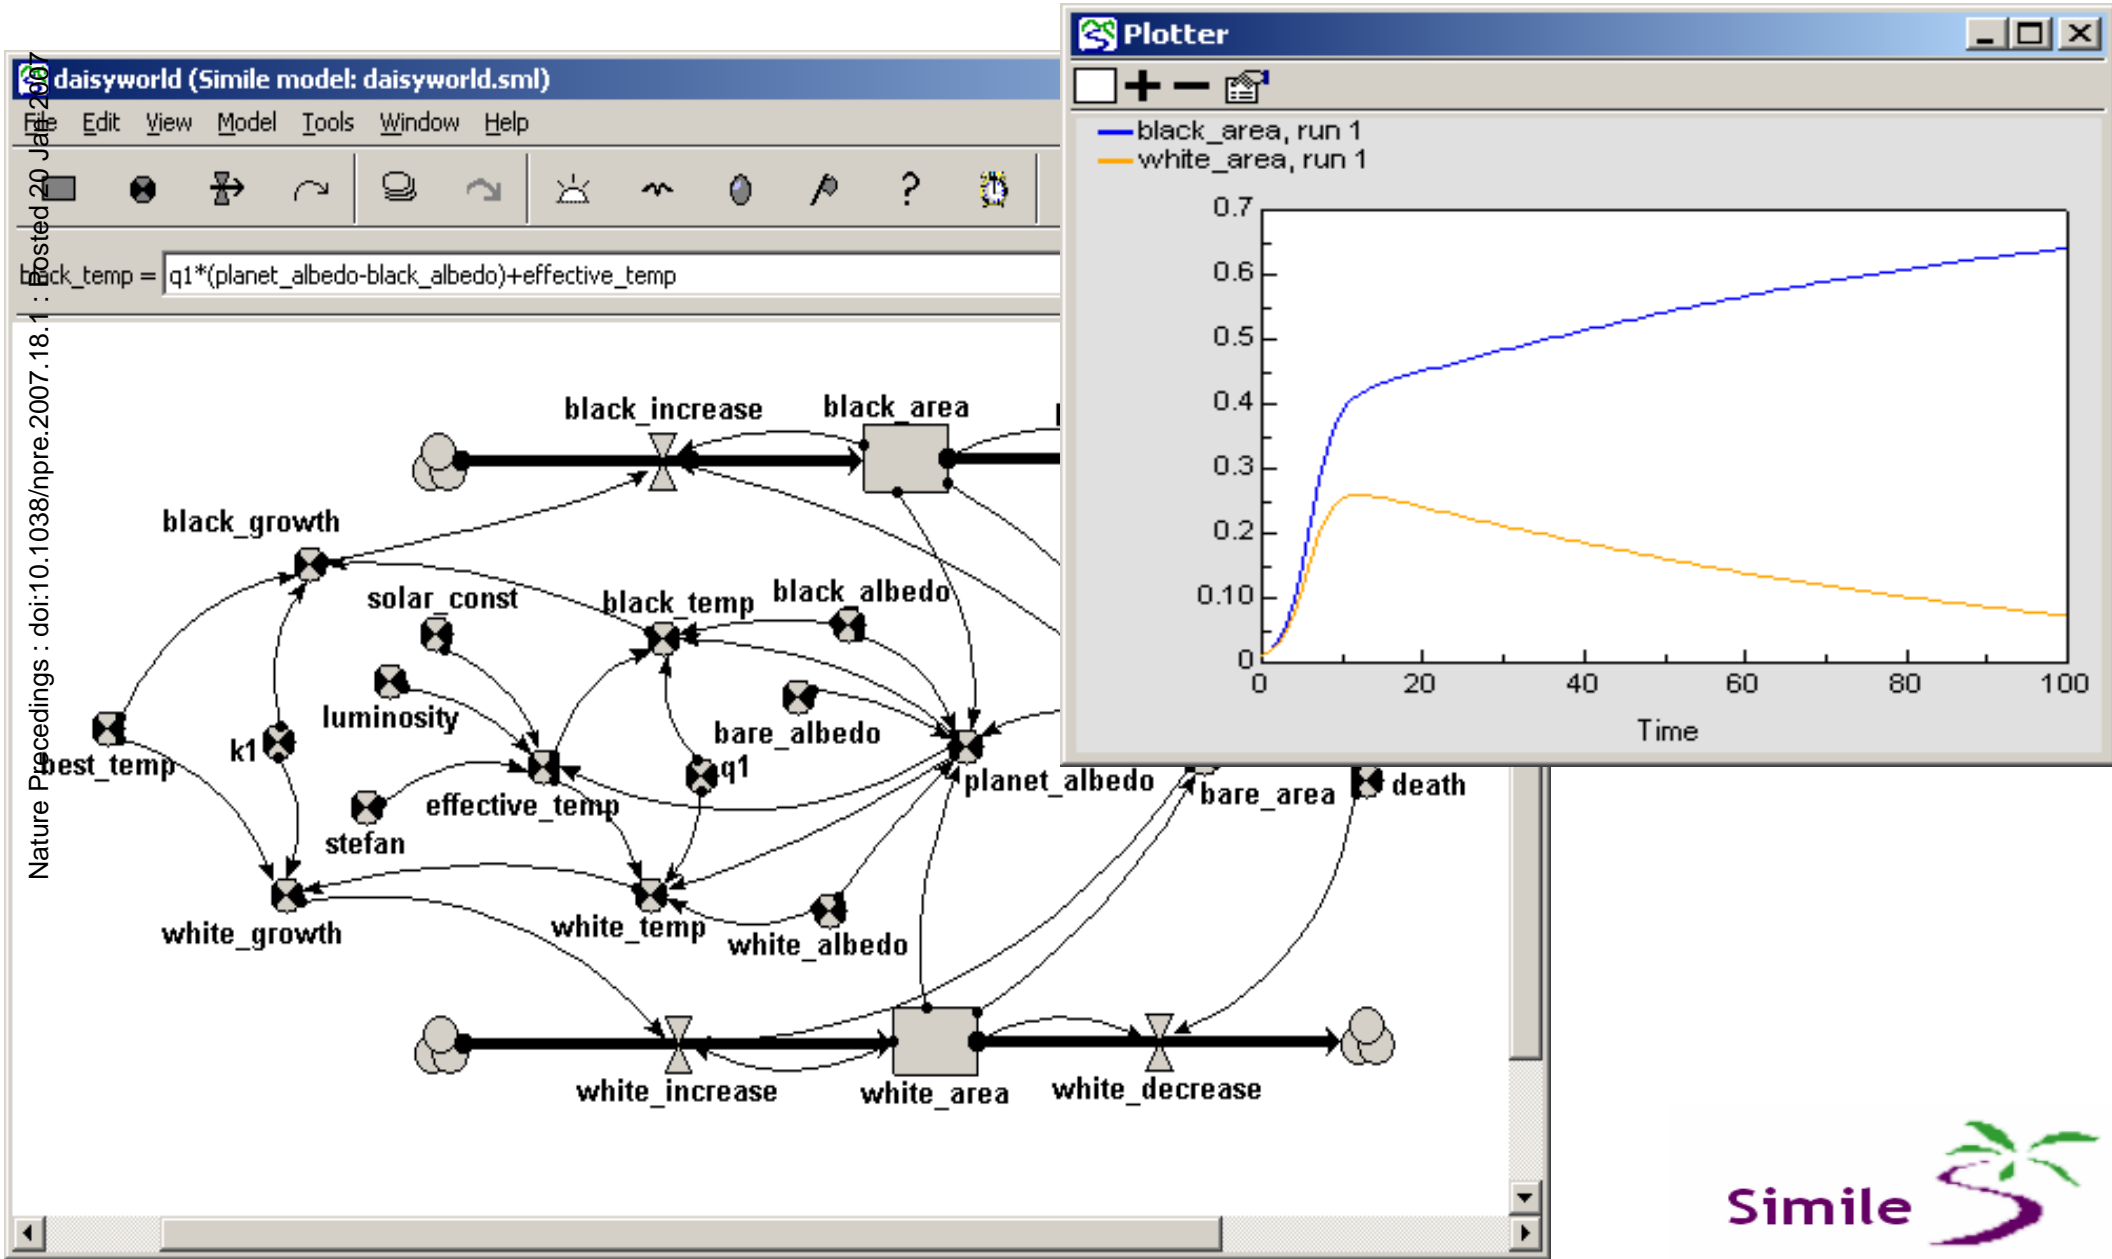 Plotter
black_area, run 1
white_area, run 1
0.7
0.6
0.5
0.4
0.3
0.2
0.10
0
0 20 40 60 80 100
Time
daisyworld (Simile model: daisyworld.sml)
File Edit View Model Tools Window Help
?
black_temp = q1*(planet_albedo-black_albedo)+effective_temp
black_increase
black_area
black_growth
solar_const
black_temp
black_albedo
luminosity
bare_albedo
k1
best_temp
q1
effective_temp
planet_albedo
bare_area
death
stefan
white_growth
white_temp
white_albedo
white_increase
white_area
white_decrease
Nature Precedings : doi:10.1038/npre.2007.18.1 : Posted 20 Jan 2007
Simile